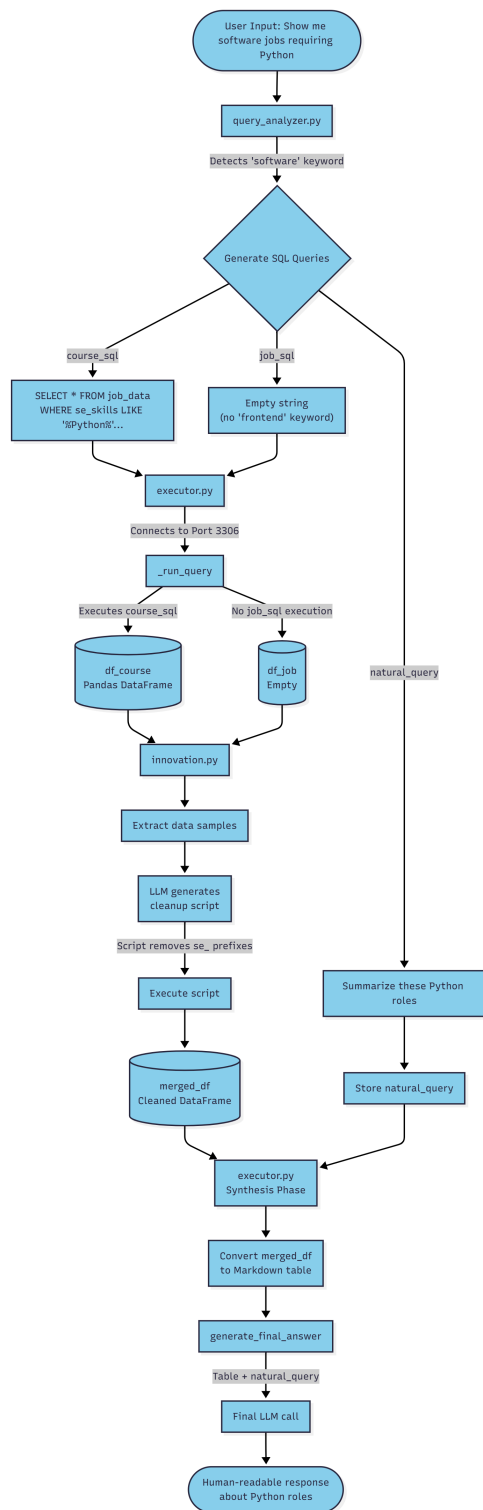 User Input: Show me
software jobs requiring
Python
query_analyzer.py
Detects 'software' keyword
Generate SQL Queries
course_sql
job_sql
SELECT * FROM job_data
WHERE se_skills LIKE
'%Python%'...
Empty string
(no 'frontend' keyword)
executor.py
Connects to Port 3306
_run_query
Executes course_sql
No job_sql execution
df_course
Pandas DataFrame
df_job
Empty
natural_query
innovation.py
Extract data samples
LLM generates
cleanup script
Script removes se_ prefixes
Execute script
Summarize these Python
roles
merged_df
Cleaned DataFrame
Store natural_query
executor.py
Synthesis Phase
Convert merged_df
to Markdown table
generate_final_answer
Table + natural_query
Final LLM call
Human-readable response
about Python roles